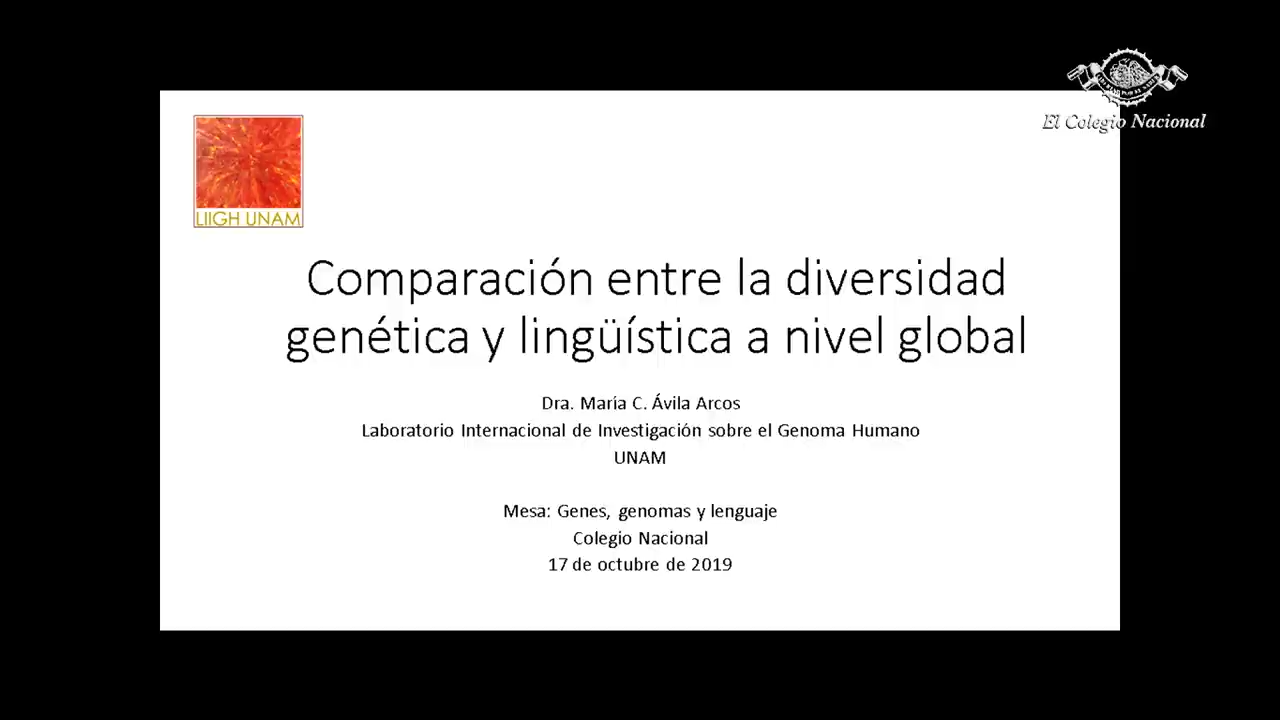 El Colegio Nacional
LIIGH UNAM
Comparación entre la diversidad
genética y lingüística a nivel global
Dra. María C. Ávila Arcos
Laboratorio Internacional de Investigación sobre el Genoma Humano
UNAM
Mesa: Genes, genomas y lenguaje
Colegio Nacional
17 de octubre de 2019